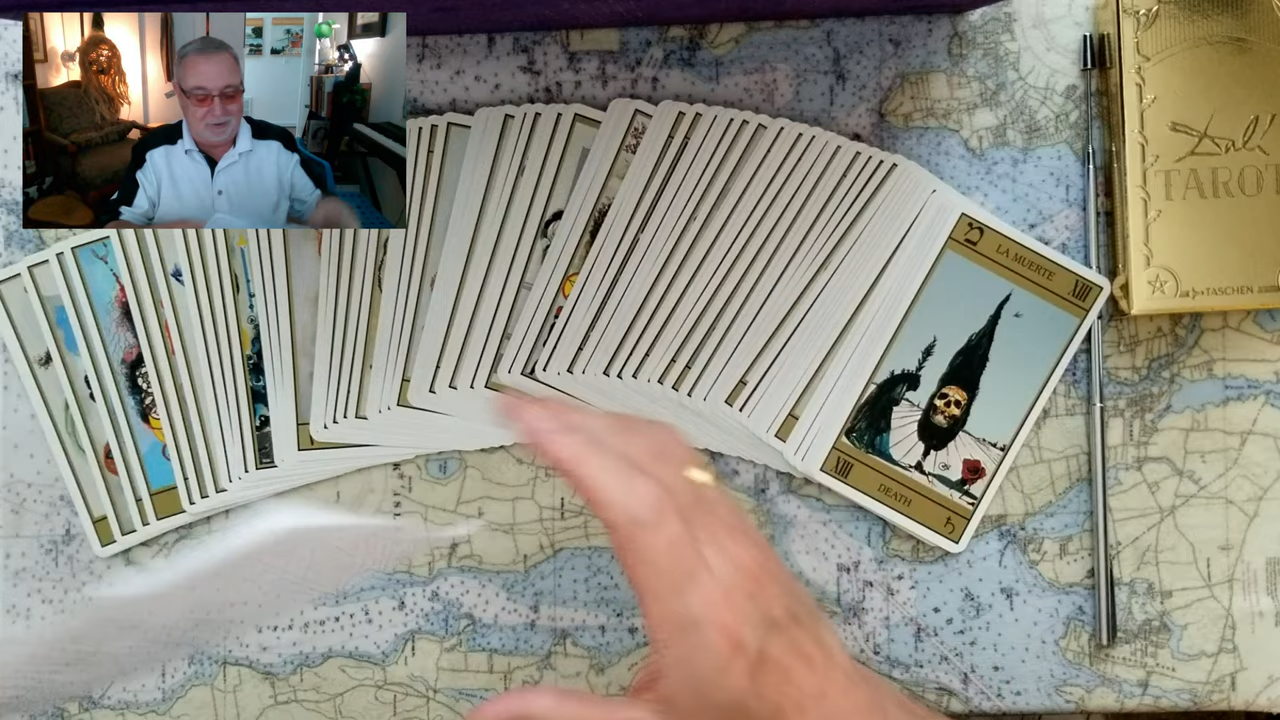 מ LA MUERTE XIII
XIII DEATH ♄
Dalí
TAROT
TASCHEN